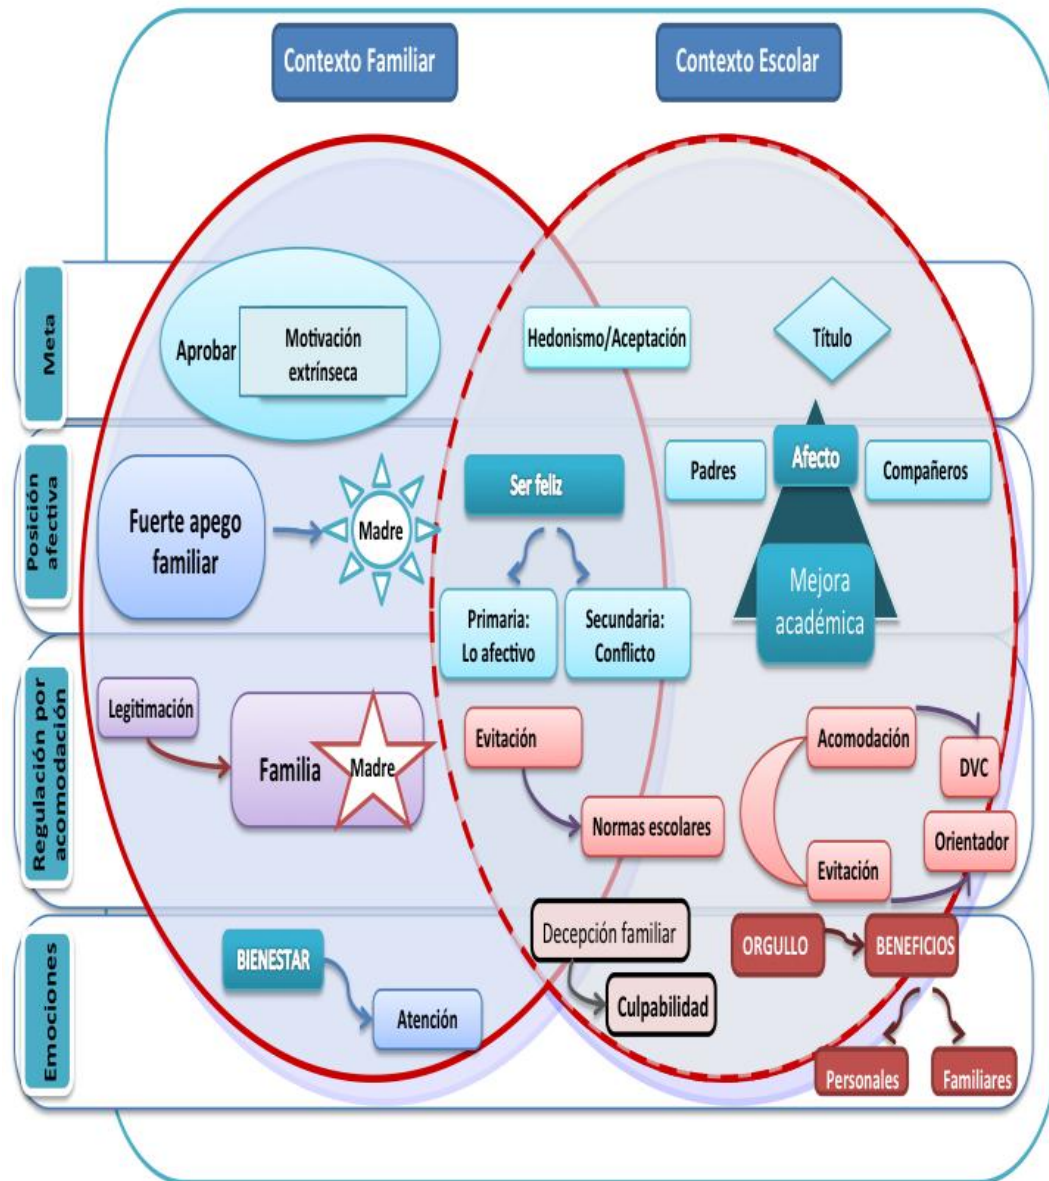 Contexto Familiar
Contexto Escolar
Meta
Aprobar
Motivación
extrínseca
Hedonismo/Aceptación
Título
Posición
afectiva
Fuerte apego
familiar
Madre
Ser feliz
Primaria:
Lo afectivo
Secundaria:
Conflicto
Padres
Afecto
Compañeros
Mejora
académica
Regulación por
acomodación
Legitimación
Familia
Madre
Evitación
Normas escolares
Acomodación
DVC
Evitación
Orientador
Emociones
BIENESTAR
Atención
Decepción familiar
Culpabilidad
ORGULLO
BENEFICIOS
Personales
Familiares